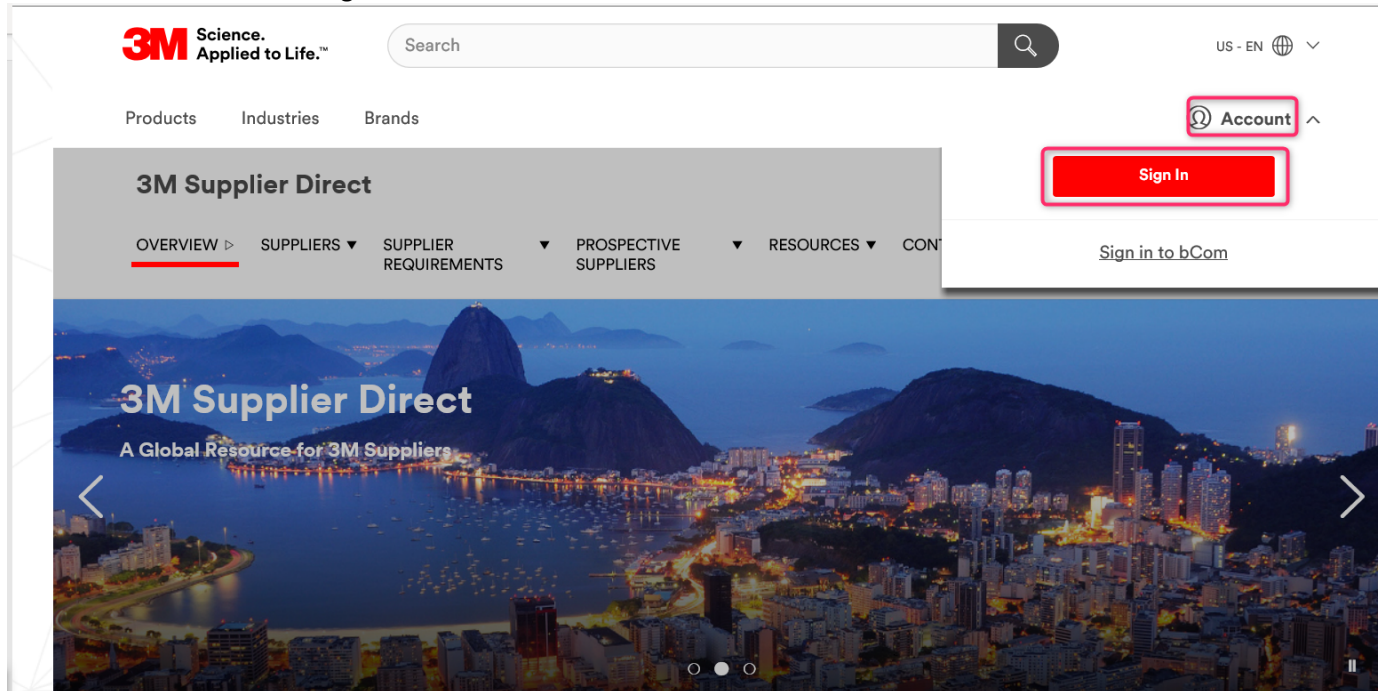 3M Science.
Applied to Life.™
Search
US - EN
Products Industries Brands
Account
3M Supplier Direct
Sign In
OVERVIEW ▷ SUPPLIERS ▼ SUPPLIER ▼ PROSPECTIVE ▼ RESOURCES ▼
REQUIREMENTS SUPPLIERS
Sign in to bCom
3M Supplier Direct
A Global Resource for 3M Suppliers